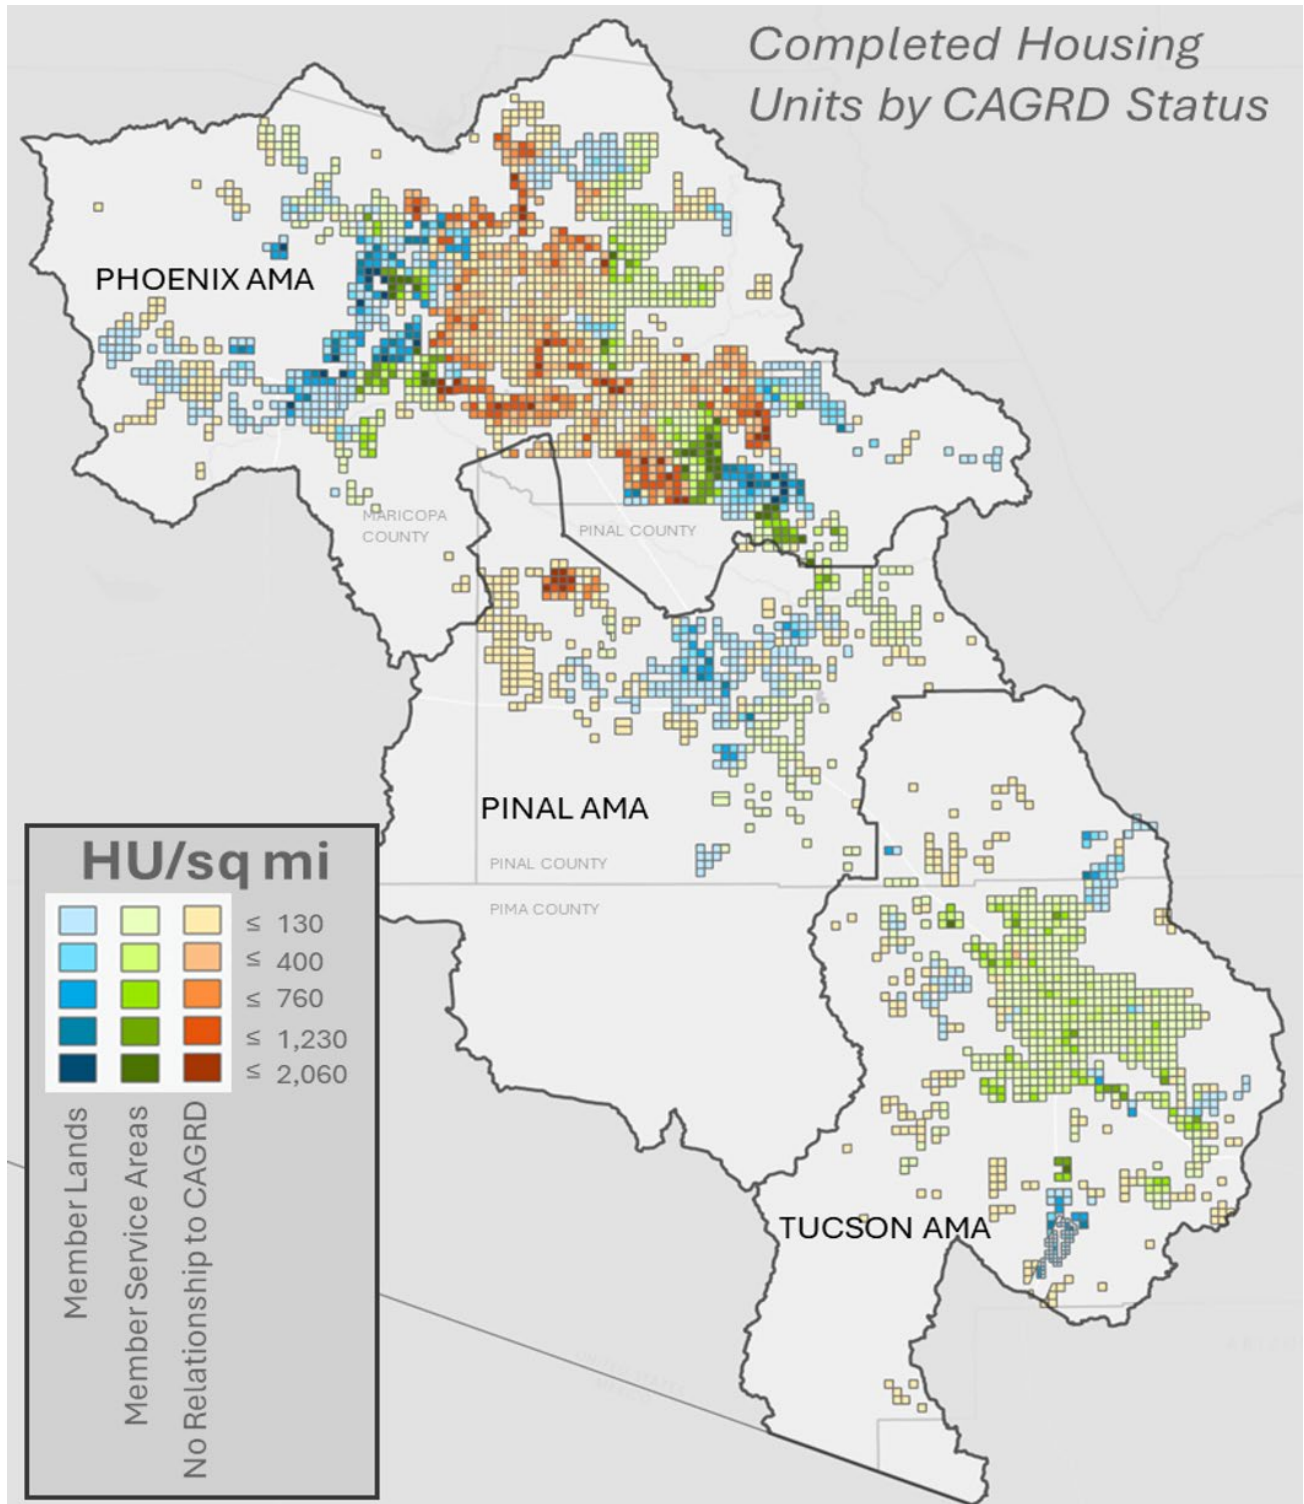 Completed Housing
Units by CAGRD Status
PHOENIX AMA
MARICOPA
COUNTY
PINAL COUNTY
PINAL AMA
PINAL COUNTY
PIMA COUNTY
TUCSON AMA
HU/sq mi
≤ 130
≤ 400
≤ 760
≤ 1,230
≤ 2,060
Member Lands
Member Service Areas
No Relationship to CAGRD